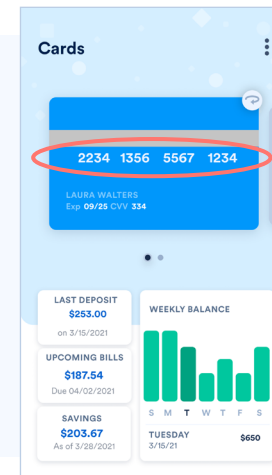 Cards
2234 1356 5567 1234
LAURA WALTERS
Exp 09/25 CVV 334
LAST DEPOSIT
$253.00
on 3/15/2021
UPCOMING BILLS
$187.54
Due 04/02/2021
SAVINGS
$203.67
As of 3/28/2021
WEEKLY BALANCE
S M T W T F S
TUESDAY
3/15/21
$650